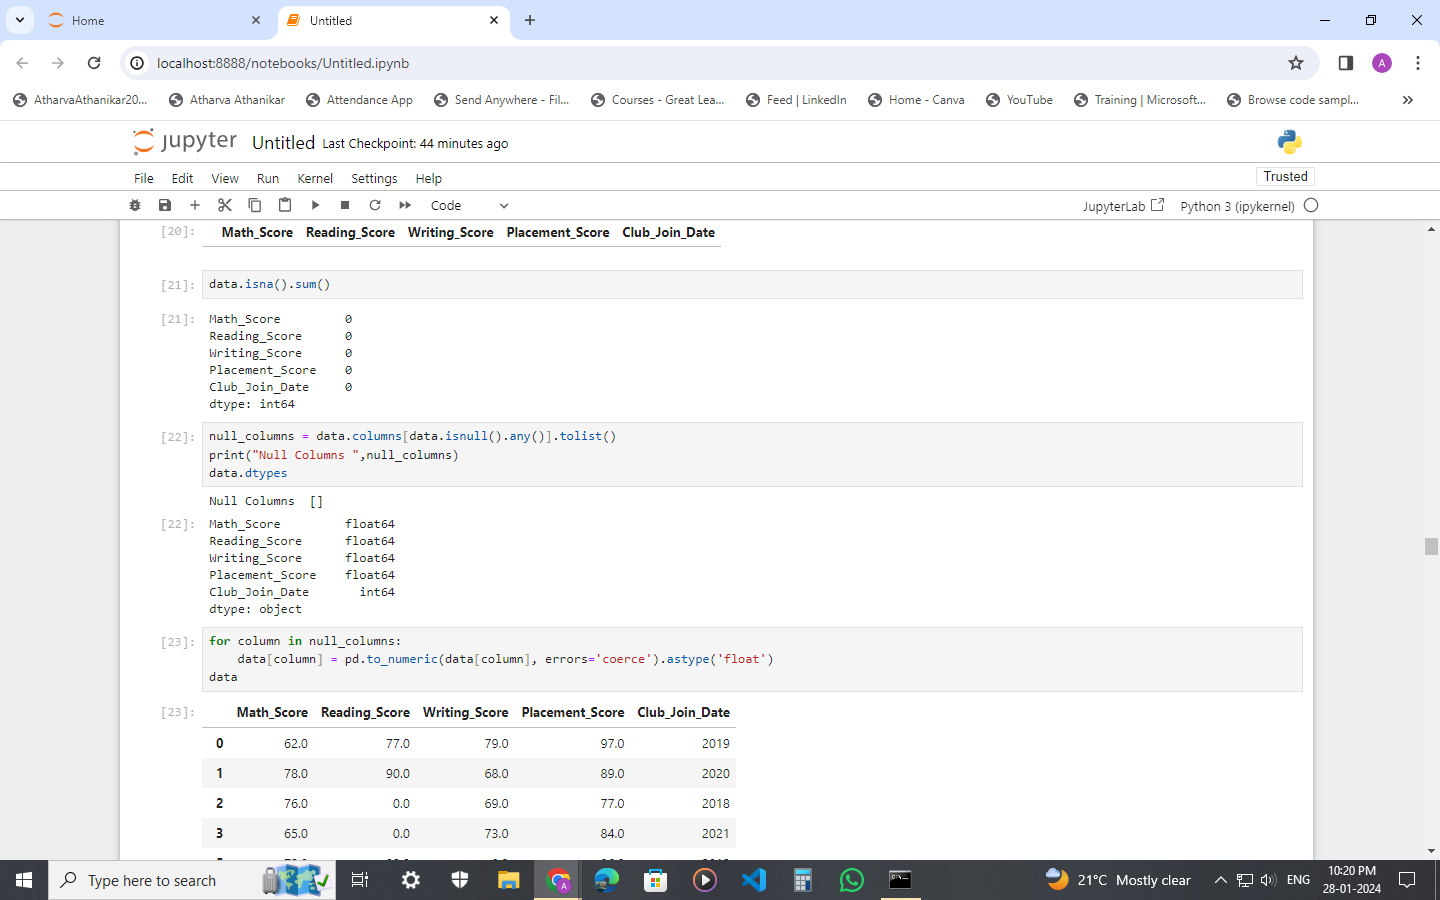 Home
Untitled
localhost:8888/notebooks/Untitled.ipynb
A
AtharvaAthanikar20...
Atharva Athanikar
Attendance App
Send Anywhere - Fil...
Courses - Great Lea...
Feed | LinkedIn
Home - Canva
YouTube
Training | Microsoft...
Browse code sampl...
jupyter Untitled Last Checkpoint: 44 minutes ago
File Edit View Run Kernel Settings Help
Trusted
Code
JupyterLab
Python 3 (ipykernel)
[20]: Math_Score Reading_Score Writing_Score Placement_Score Club_Join_Date
[21]: data.isna().sum()
[21]: Math_Score 0
Reading_Score 0
Writing_Score 0
Placement_Score 0
Club_Join_Date 0
dtype: int64
[22]: null_columns = data.columns[data.isnull().any()].tolist()
print("Null Columns ",null_columns)
data.dtypes
Null Columns []
[22]: Math_Score float64
Reading_Score float64
Writing_Score float64
Placement_Score float64
Club_Join_Date int64
dtype: object
[23]: for column in null_columns:
data[column] = pd.to_numeric(data[column], errors='coerce').astype('float')
data
[23]: Math_Score Reading_Score Writing_Score Placement_Score Club_Join_Date
0 62.0 77.0 79.0 97.0 2019
1 78.0 90.0 68.0 89.0 2020
2 76.0 0.0 69.0 77.0 2018
3 65.0 0.0 73.0 84.0 2021
Type here to search
A
21°C Mostly clear
ENG
10:20 PM
28-01-2024